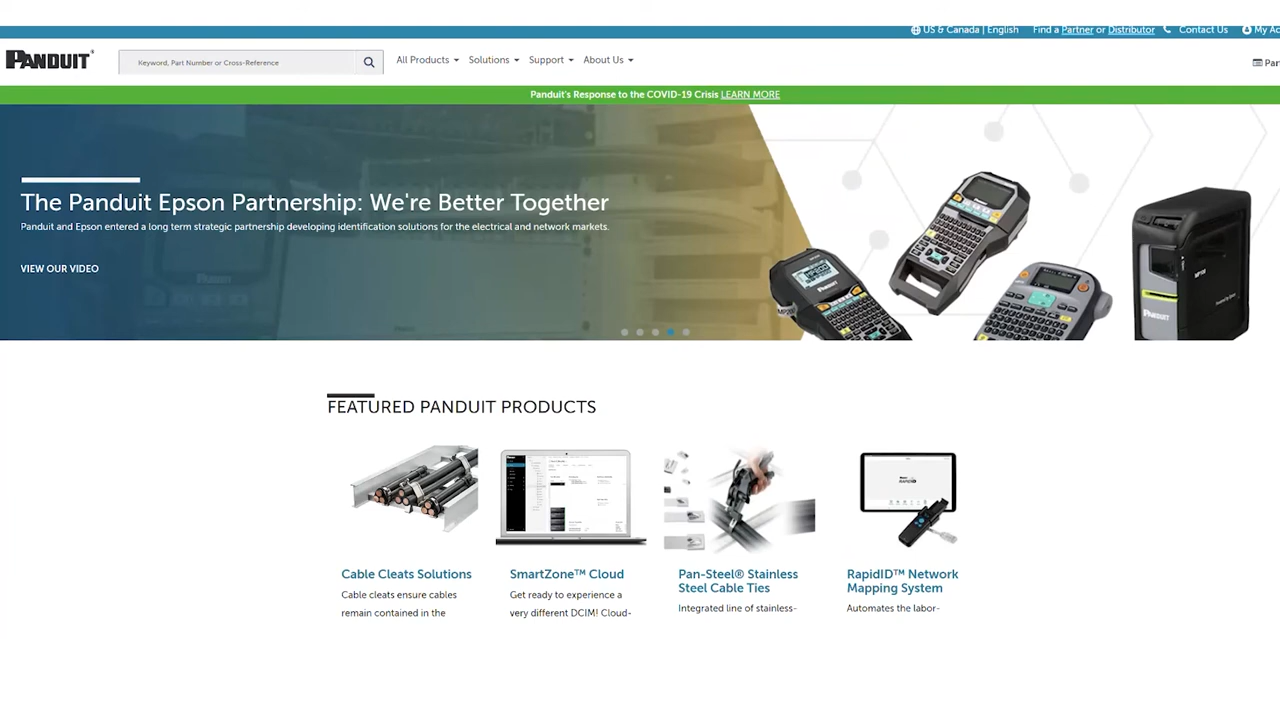 US & Canada | English Find a Partner or Distributor Contact Us My Ac
PANDUIT
Keyword, Part Number or Cross-Reference
All Products Solutions Support About Us
Par
Panduit's Response to the COVID-19 Crisis LEARN MORE
The Panduit Epson Partnership: We're Better Together
Panduit and Epson entered a long term strategic partnership developing identification solutions for the electrical and network markets.
VIEW OUR VIDEO
PANDUIT
FEATURED PANDUIT PRODUCTS
RAPID
Cable Cleats Solutions
Cable cleats ensure cables
remain contained in the
SmartZone™ Cloud
Get ready to experience a
very different DCIM! Cloud-
Pan-Steel® Stainless
Steel Cable Ties
Integrated line of stainless-
RapidID™ Network
Mapping System
Automates the labor-